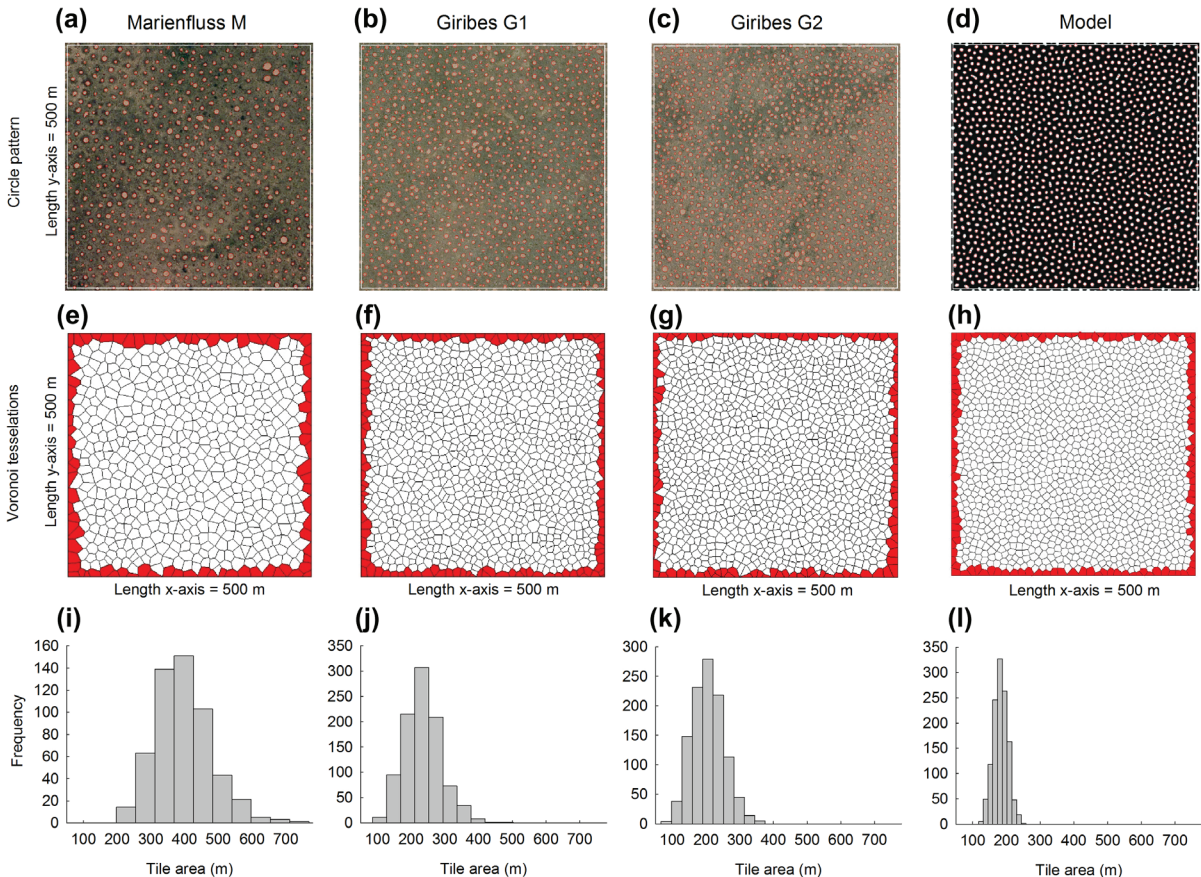 (a) Marienfluss M
(b) Giribes G1
(c) Giribes G2
(d) Model
Circle pattern
Length y-axis = 500 m
(e)
(f)
(g)
(h)
Voronoi tesselations
Length y-axis = 500 m
Length x-axis = 500 m
Length x-axis = 500 m
Length x-axis = 500 m
Length x-axis = 500 m
(i)
Frequency
160
140
120
100
80
60
40
20
0
100 200 300 400 500 600 700
Tile area (m)
(j)
350
300
250
200
150
100
50
0
100 200 300 400 500 600 700
Tile area (m)
(k)
300
250
200
150
100
50
0
100 200 300 400 500 600 700
Tile area (m)
(l)
350
300
250
200
150
100
50
0
100 200 300 400 500 600 700
Tile area (m)